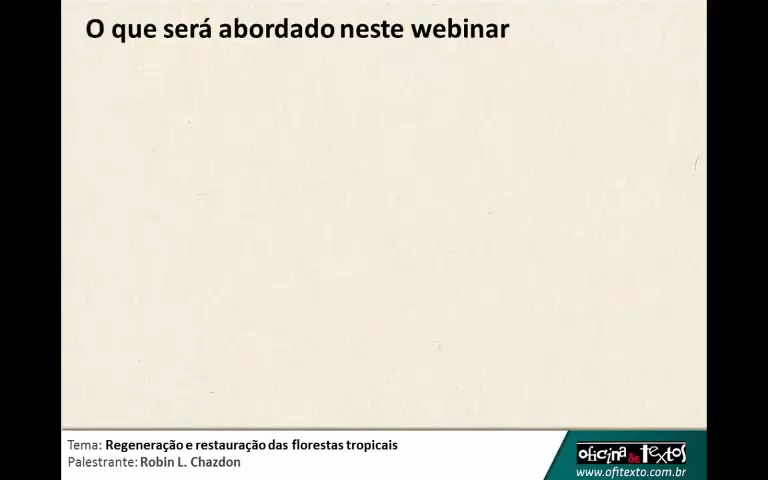 O que será abordado neste webinar
Tema: Regeneração e restauração das florestas tropicais
Palestrante: Robin L. Chazdon
oficina de textos
www.ofitexto.com.br